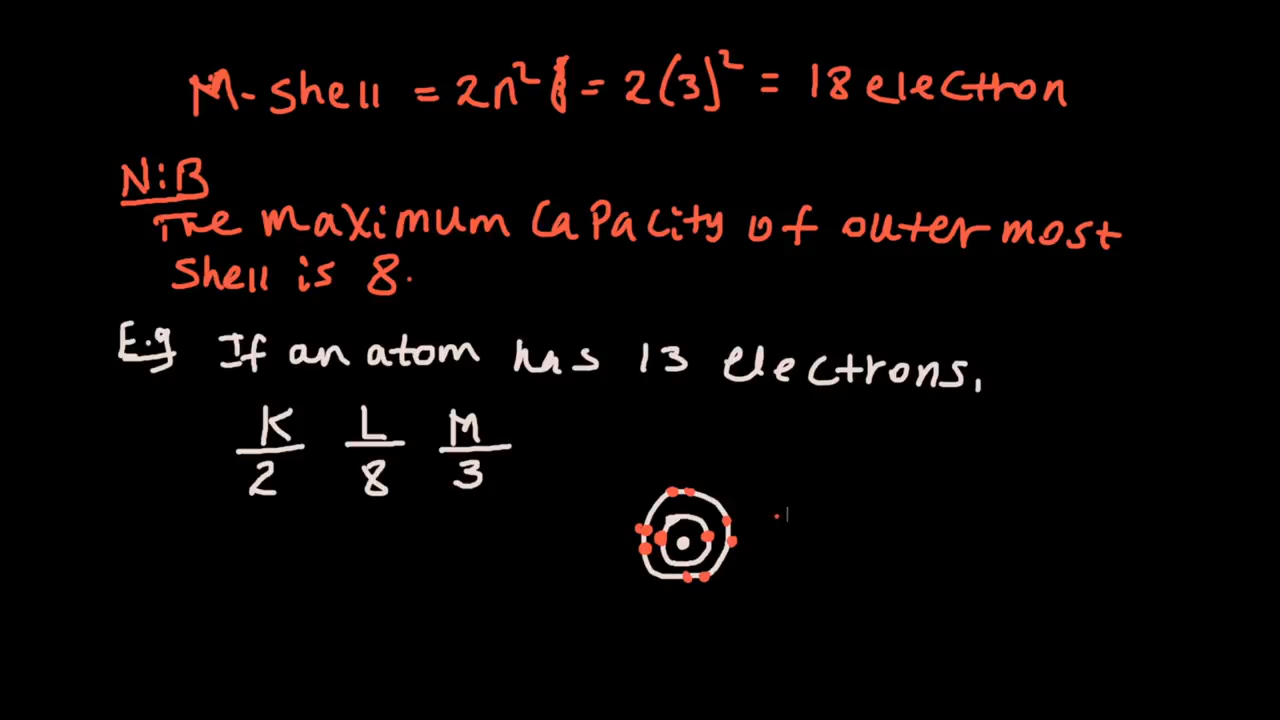 M-shell = 2n² = 2(3)² = 18 electron
N:B
The maximum capacity of outer most
shell is 8.
E.g If an atom has 13 electrons,
K L M
2 8 3